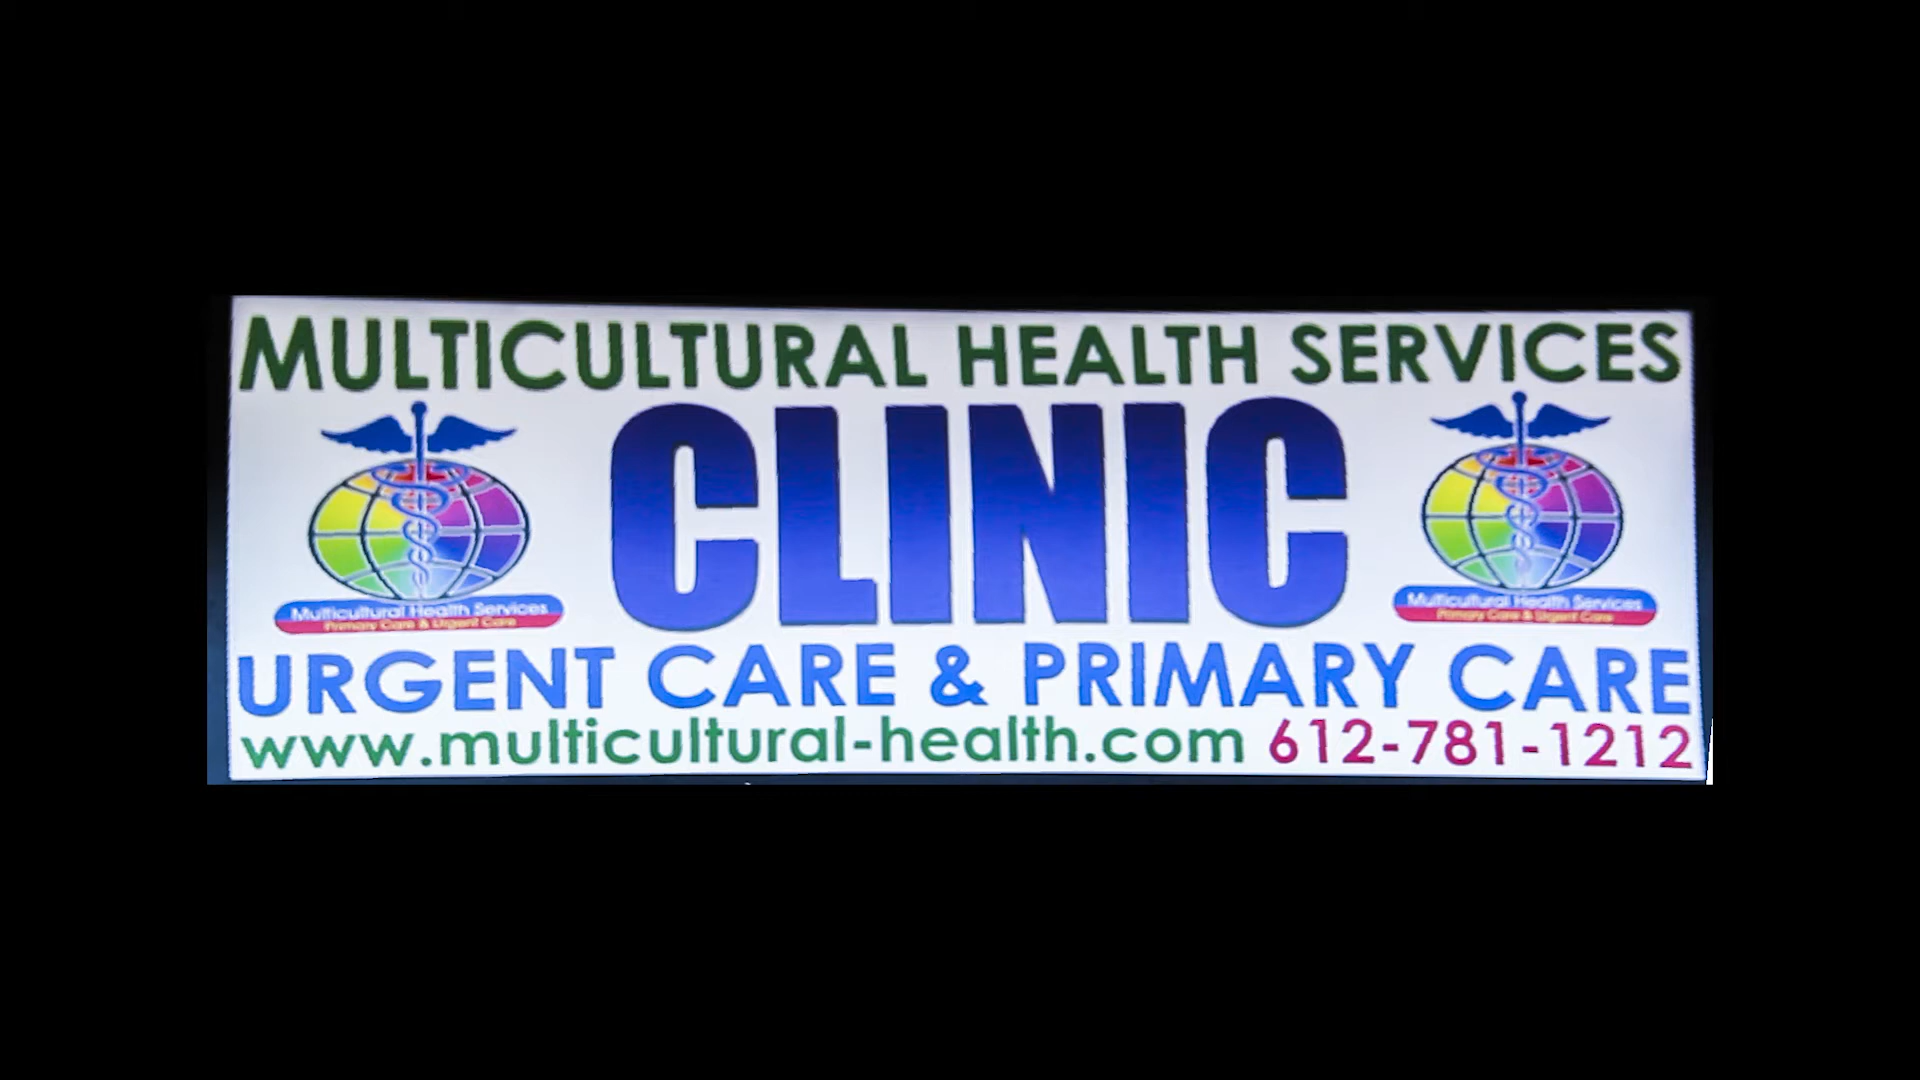 MULTICULTURAL HEALTH SERVICES
CLINIC
Multicultural Health Services
Primary Care & Urgent Care
Multicultural Health Services
Primary Care & Urgent Care
URGENT CARE & PRIMARY CARE
www.multicultural-health.com 612-781-1212